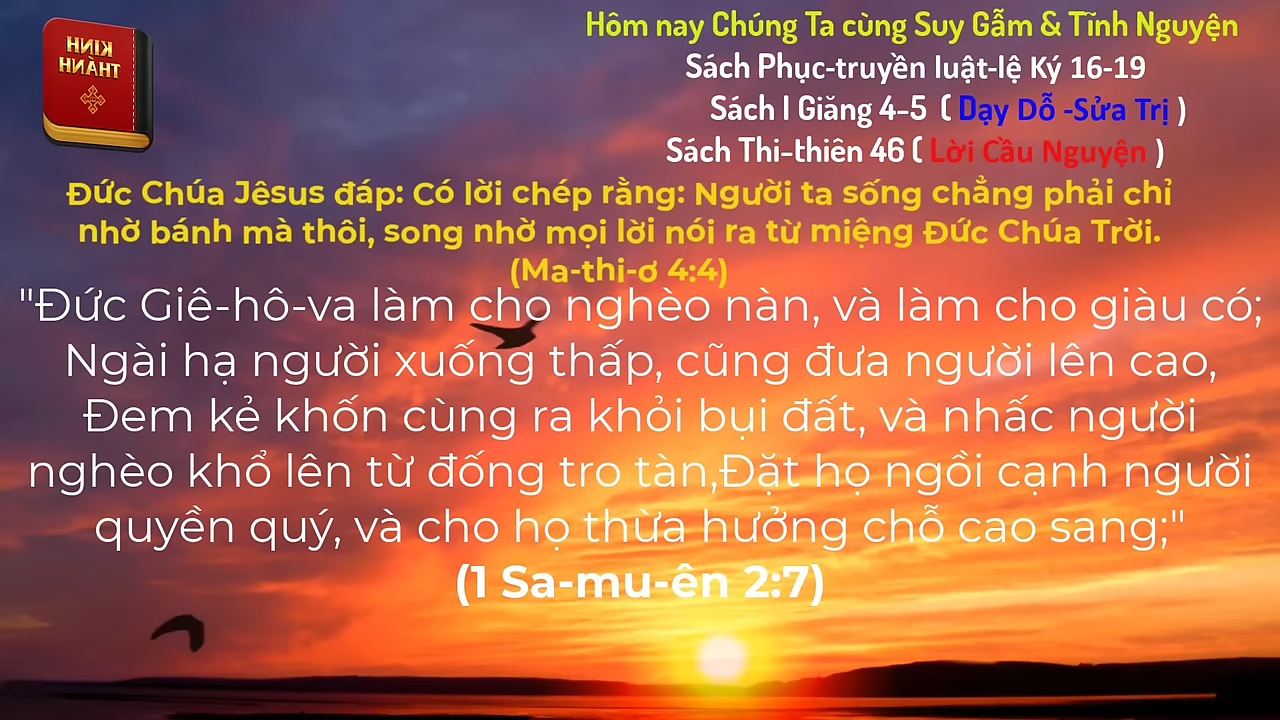 KINH
THÀNH
Hôm nay Chúng Ta cùng Suy Gẫm & Tĩnh Nguyện
Sách Phục-truyền luật-lệ Ký 16-19
Sách I Giăng 4-5 ( Dạy Dỗ -Sửa Trị )
Sách Thi-thiên 46 ( Lời Cầu Nguyện )
Đức Chúa Jêsus đáp: Có lời chép rằng: Người ta sống chẳng phải chỉ
nhờ bánh mà thôi, song nhờ mọi lời nói ra từ miệng Đức Chúa Trời.
(Ma-thi-ơ 4:4)
"Đức Giê-hô-va làm cho nghèo nàn, và làm cho giàu có;
Ngài hạ người xuống thấp, cũng đưa người lên cao,
Đem kẻ khốn cùng ra khỏi bụi đất, và nhấc người
nghèo khổ lên từ đống tro tàn,Đặt họ ngồi cạnh người
quyền quý, và cho họ thừa hưởng chỗ cao sang;"
(1 Sa-mu-ên 2:7)